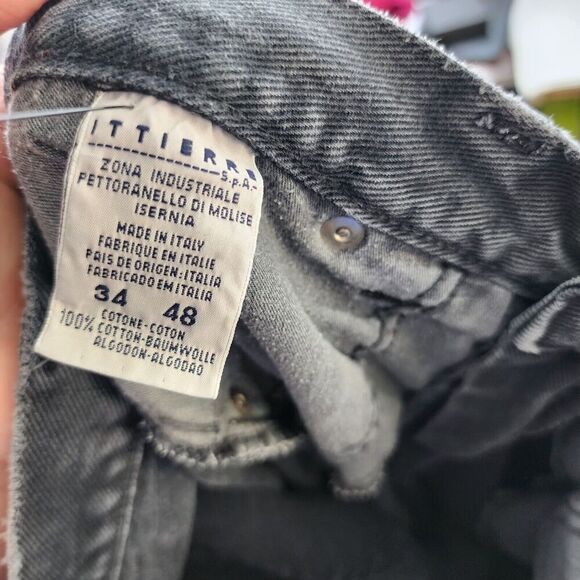 ITTIERRE
S.p.A.
ZONA INDUSTRIALE
PETTORANELLO DI MOLISE
ISERNIA
MADE IN ITALY
FABRIQUE EN ITALIE
PAIS DE ORIGEN:ITALIA
FABRICADO EM ITALIA
34 48
100% COTONE-COTON
COTTON-BAUMWOLLE
ALGODON-ALGODAO